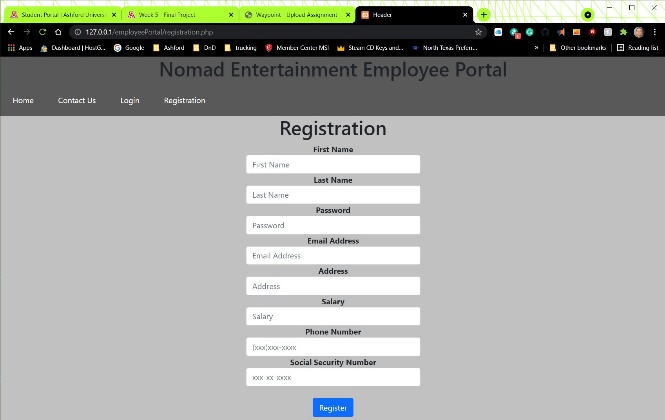 Student Portal | Ashford Universi
Week 5 - Final Project
Waypoint - Upload Assignment
Header
127.0.0.1/employeePortal/registration.php
Apps
Dashboard | HostG...
Google
Ashford
DnD
trucking
Member Center MSI
Steam CD Keys and...
North Texas Prefen...
»
Other bookmarks
Reading list
Nomad Entertainment Employee Portal
Home Contact Us Login Registration
Registration
First Name
First Name
Last Name
Last Name
Password
Password
Email Address
Email Address
Address
Address
Salary
Salary
Phone Number
(xxx)xxx-xxxx
Social Security Number
xxx-xx-xxxx
Register